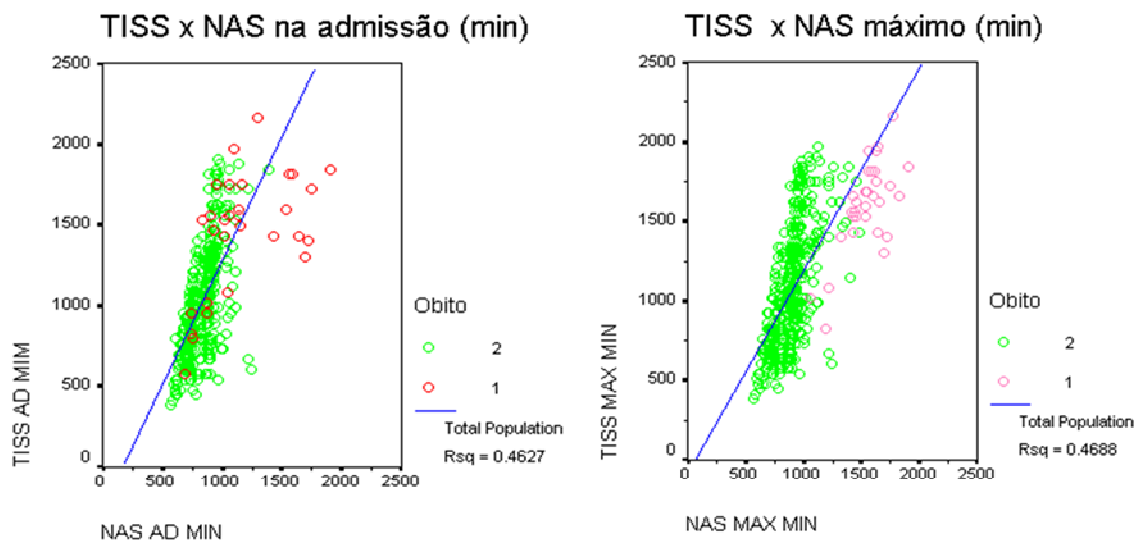 TISS x NAS na admissão (min)
2500
2000
1500
1000
500
0
0
500
1000
1500
2000
2500
TISS AD MIM
NAS AD MIN
Obito
2
1
Total Population
Rsq = 0.4627
TISS x NAS máximo (min)
2500
2000
1500
1000
500
0
0
500
1000
1500
2000
2500
TISS MAX MIN
NAS MAX MIN
Obito
2
1
Total Population
Rsq = 0.4688